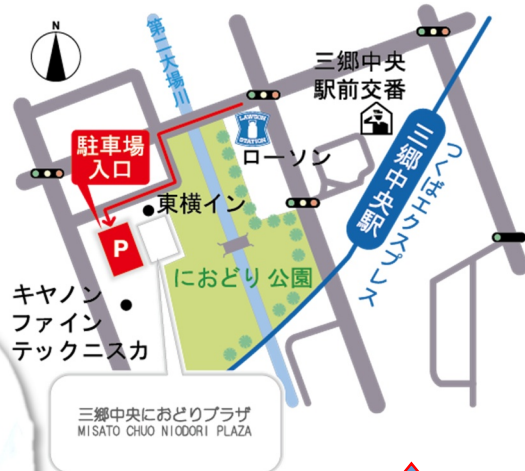 N
第二大場川
三郷中央
駅前交番
LAWSON
STATION
ローソン
駐車場
入口
P
東横イン
三郷中央駅
つくばエクスプレス
におどり公園
キヤノン
ファイン
テックニスカ
三郷中央におどりプラザ
MISATO CHUO NIODORI PLAZA